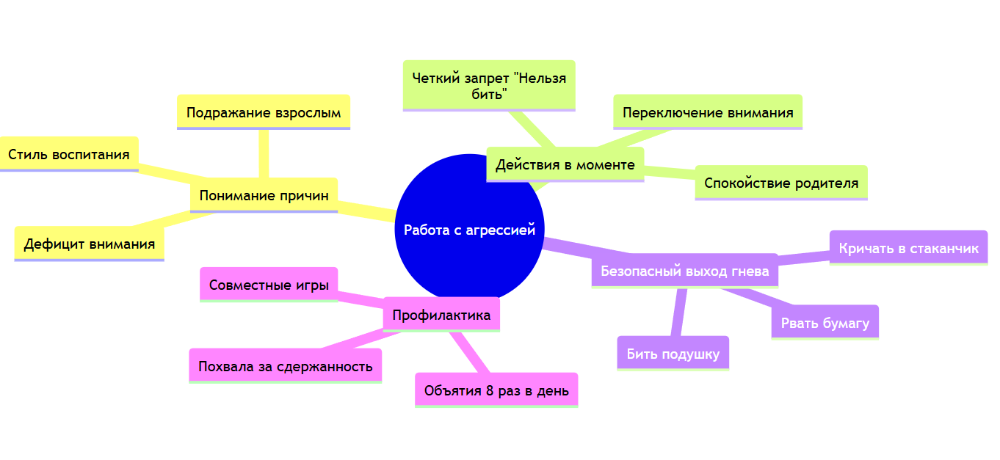 Четкий запрет "Нельзя
бить"
Подражание взрослым
Переключение внимания
Стиль воспитания
Действия в моменте
Спокойствие родителя
Понимание причин
Работа с агрессией
Дефицит внимания
Кричать в стаканчик
Безопасный выход гнева
Совместные игры
Профилактика
Рвать бумагу
Бить подушку
Похвала за сдержанность
Объятия 8 раз в день